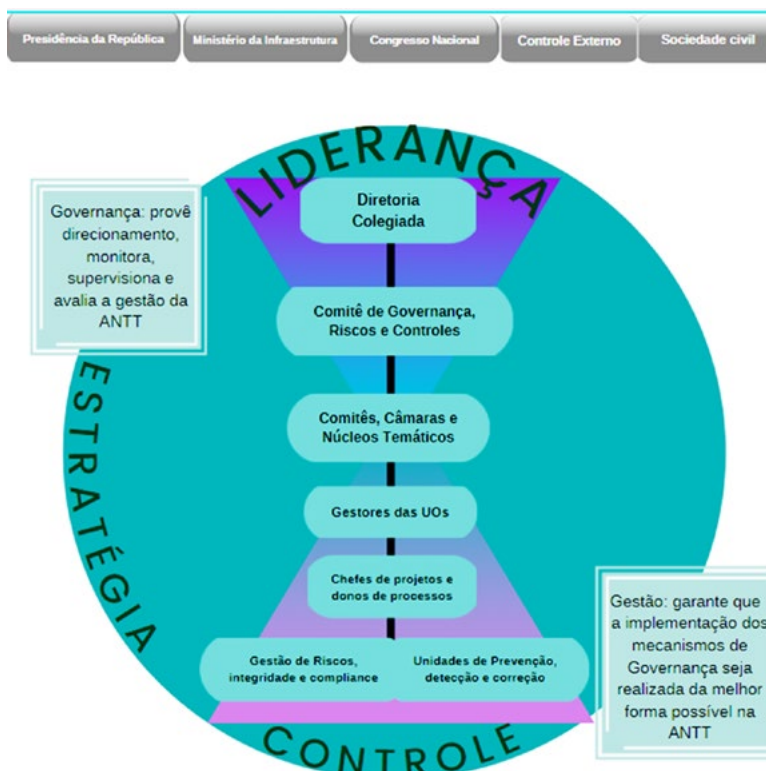 Presidência da República
Ministério da Infraestrutura
Congresso Nacional
Controle Externo
Sociedade civil
LIDERANÇA
Diretoria
Colegiada
Governança: provê
direcionamento,
monitora,
supervisiona e
avalia a gestão da
ANTT
Comitê de Governança,
Riscos e Controles
ESTRATÉGIA
Comitês, Câmaras e
Núcleos Temáticos
Gestores das UOs
Chefes de projetos e
donos de processos
Gestão de Riscos,
integridade e compliance
Unidades de Prevenção,
detecção e correção
Gestão: garante que
a implementação dos
mecanismos de
Governança seja
realizada da melhor
forma possível na
ANTT
CONTROLE